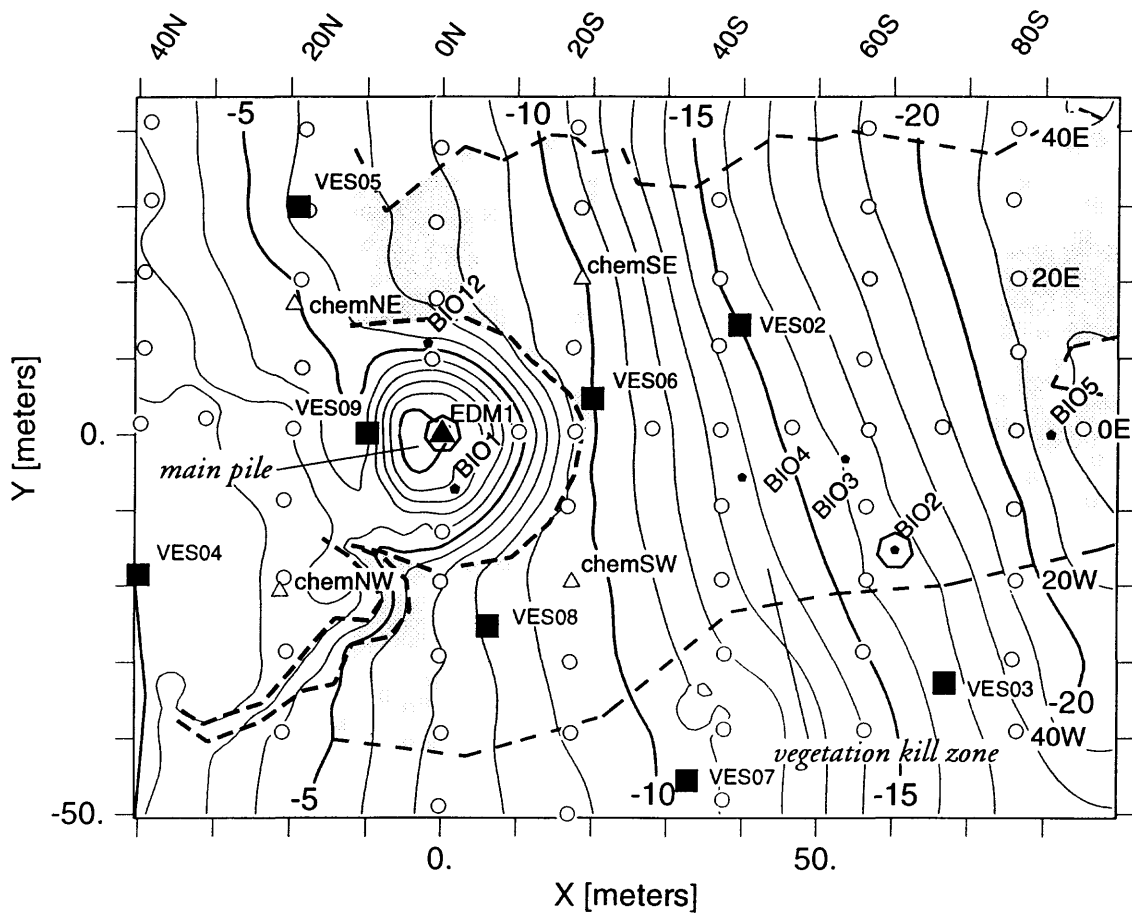 40N
20N
0N
20S
40S
60S
80S
-5
-10
-15
-20
40E
VES05
chemSE
20E
chemNE
BIO12
VES02
VES06
VES09
EDM1
BIO5
Y [meters]
0.
0E
main pile
BIO1
BIO4
BIO3
BIO2
VES04
chemNW
chemSW
20W
VES08
VES03
-20
40W
vegetation kill zone
VES07
-5
-10
-15
-50.
0.
50.
X [meters]